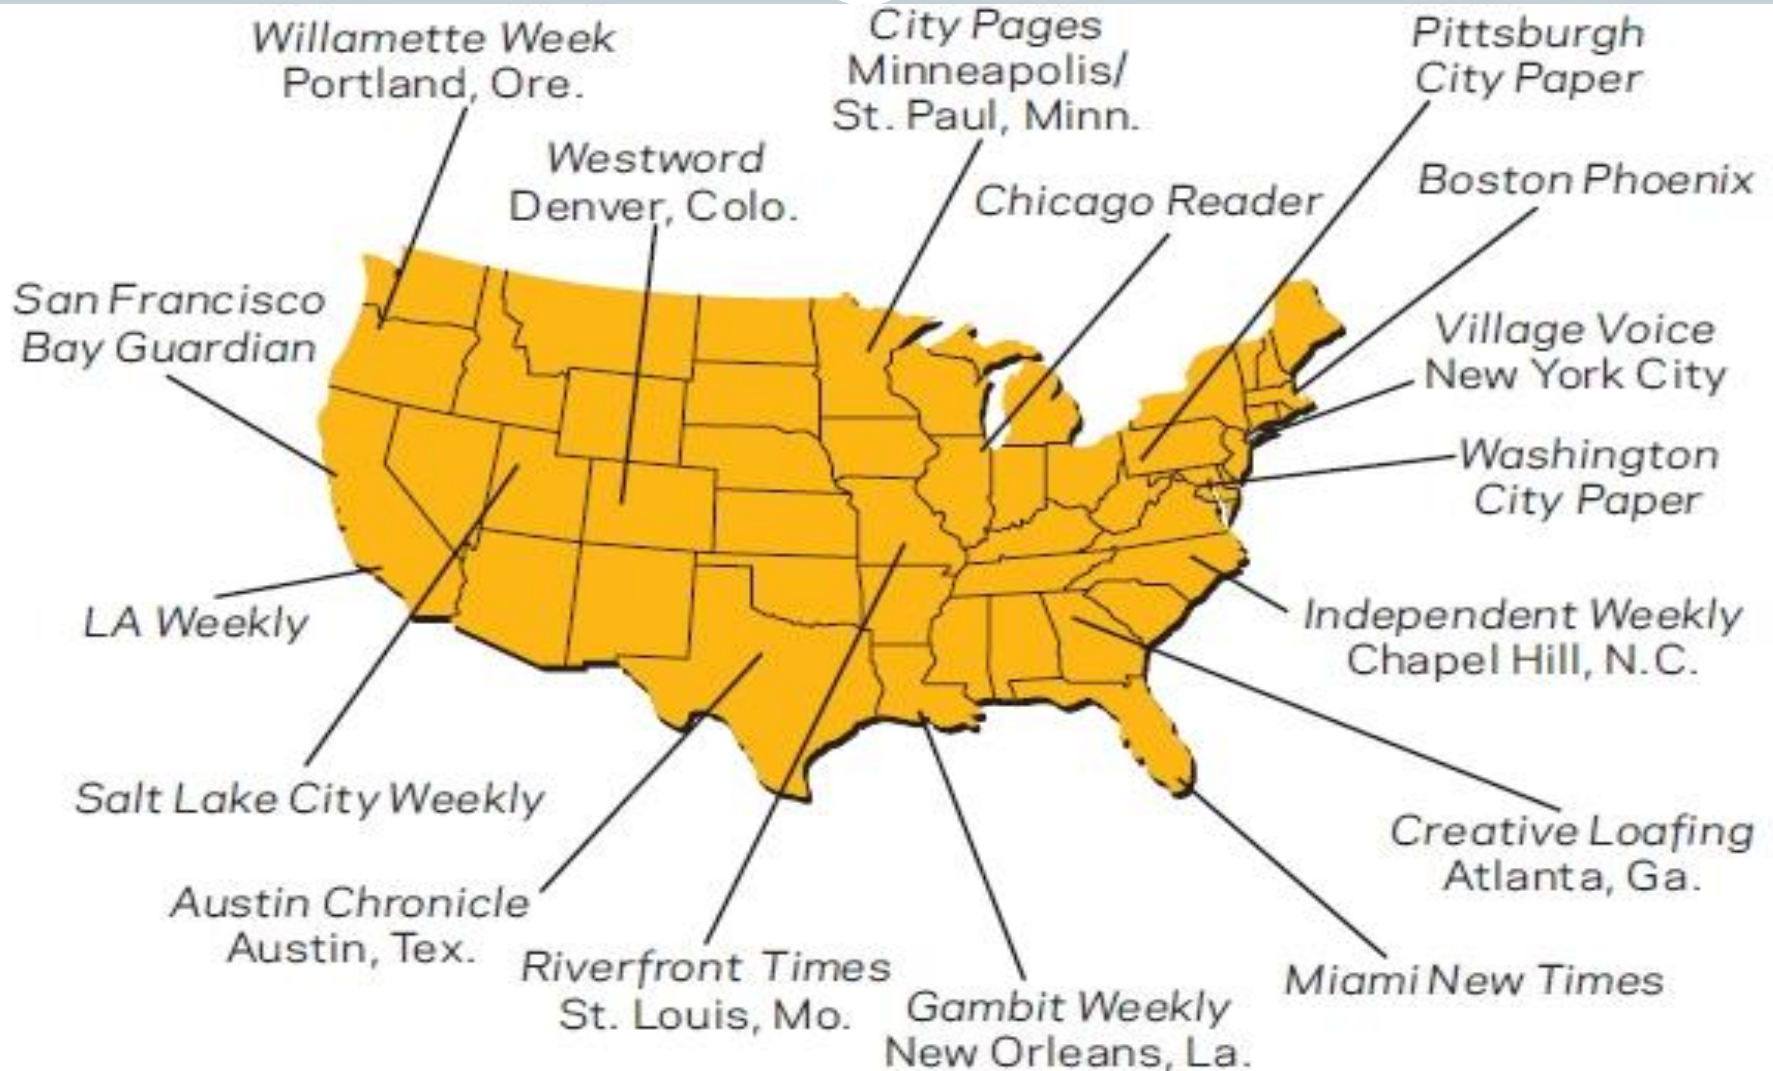 Willamette Week
Portland, Ore.
City Pages
Minneapolis/
St. Paul, Minn.
Pittsburgh
City Paper
Westword
Denver, Colo.
Chicago Reader
Boston Phoenix
San Francisco
Bay Guardian
Village Voice
New York City
Washington
City Paper
LA Weekly
Independent Weekly
Chapel Hill, N.C.
Salt Lake City Weekly
Creative Loafing
Atlanta, Ga.
Austin Chronicle
Austin, Tex.
Riverfront Times
St. Louis, Mo.
Gambit Weekly
New Orleans, La.
Miami New Times